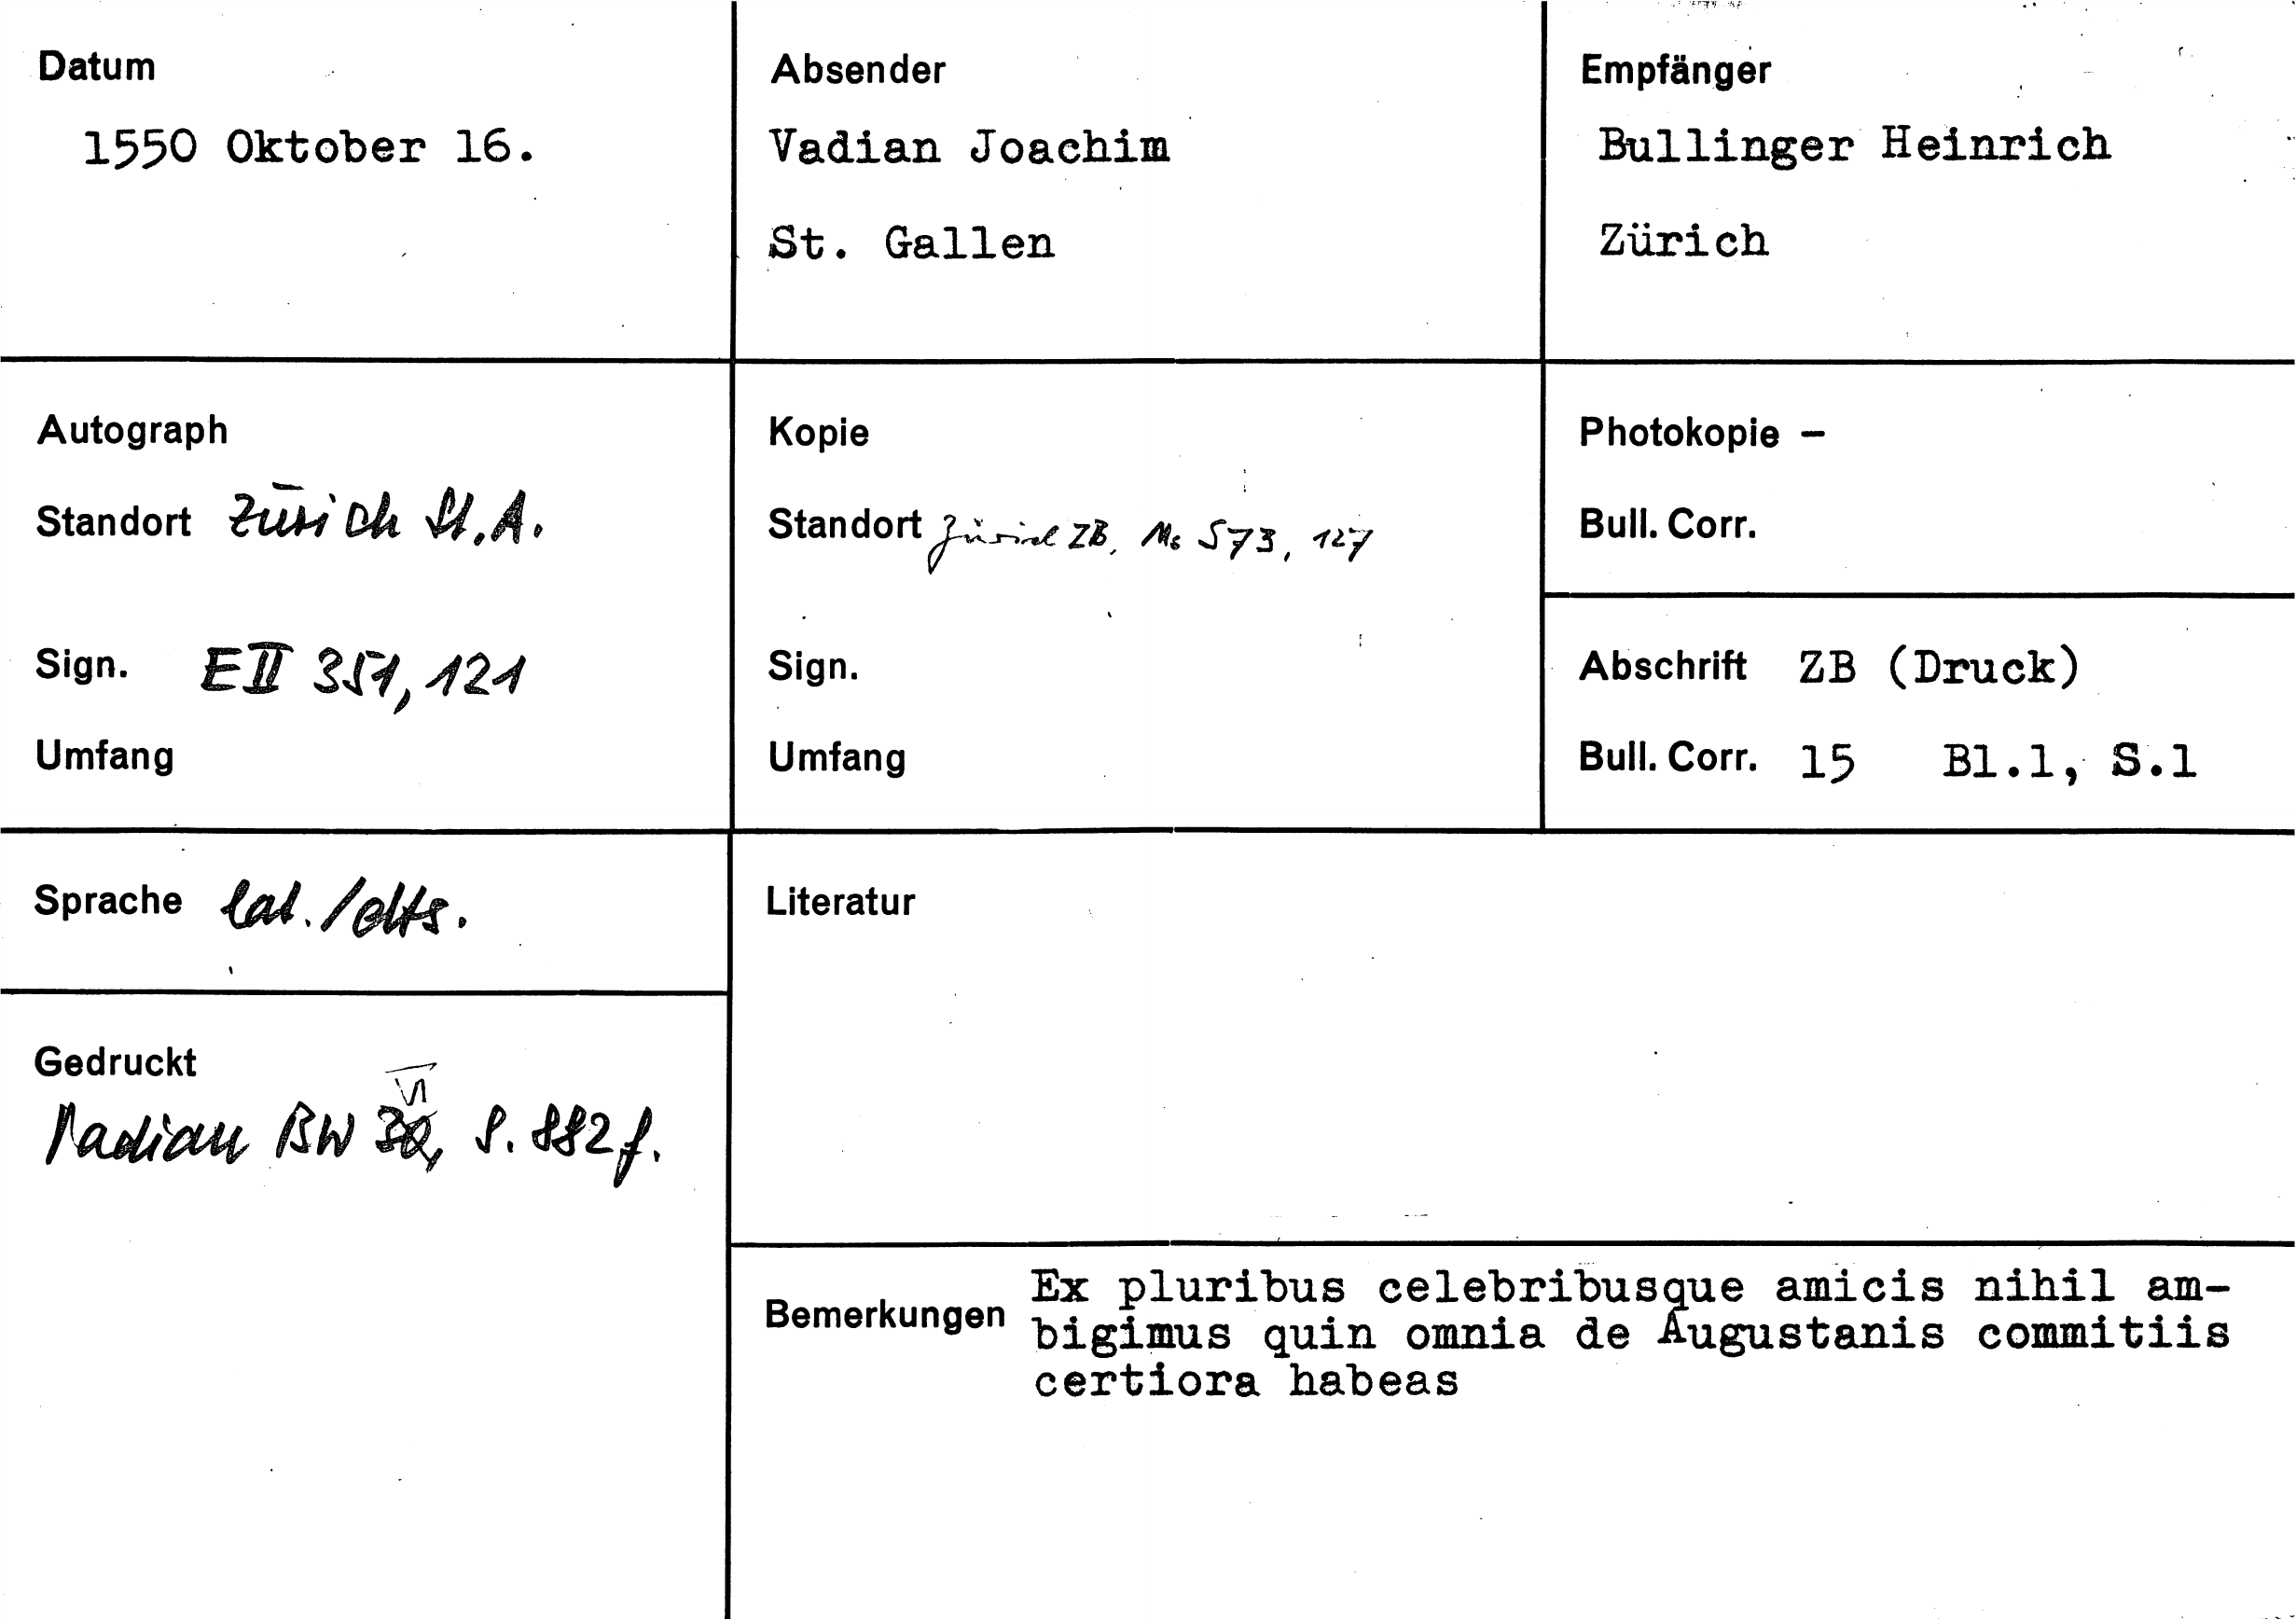 Datum
1550 Oktober 16.
Absender
Vadian Joachim
St. Gallen
Empfänger
Bullinger Heinrich
Zürich
Autograph
Standort Zürich St.A.
Sign. E II 351, 121
Umfang
Kopie
Standort Zürich ZB, Ms S 73, 127
Sign.
Umfang
Photokopie –
Bull. Corr.
Abschrift ZB (Druck)
Bull. Corr. 15 Bl.1, S.1
Sprache lat./dts.
Gedruckt
VI
Vadian BW S. 882 f.
Literatur
Bemerkungen
Ex pluribus celebribusque amicis nihil am-
bigimus quin omnia de Augustanis commitiis
certiora habeas